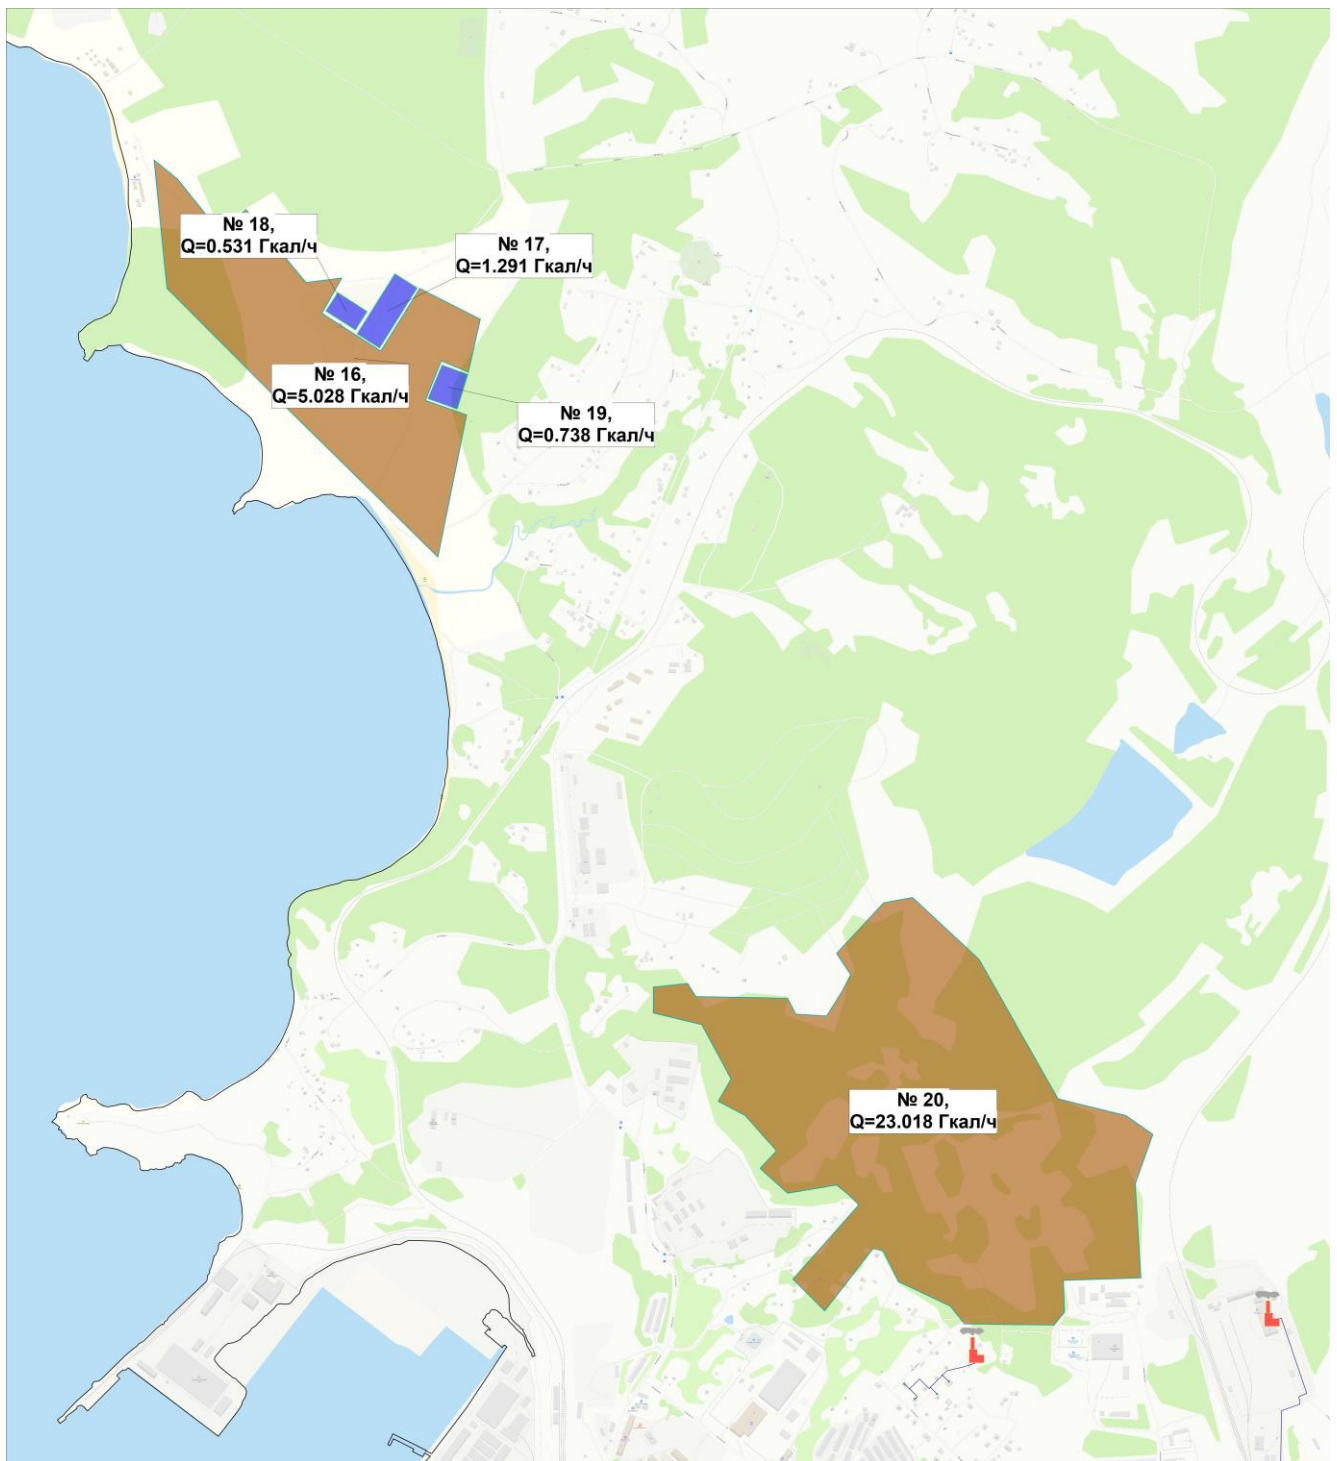 № 18,
Q=0.531 Гкал/ч
№ 17,
Q=1.291 Гкал/ч
№ 16,
Q=5.028 Гкал/ч
№ 19,
Q=0.738 Гкал/ч
№ 20,
Q=23.018 Гкал/ч